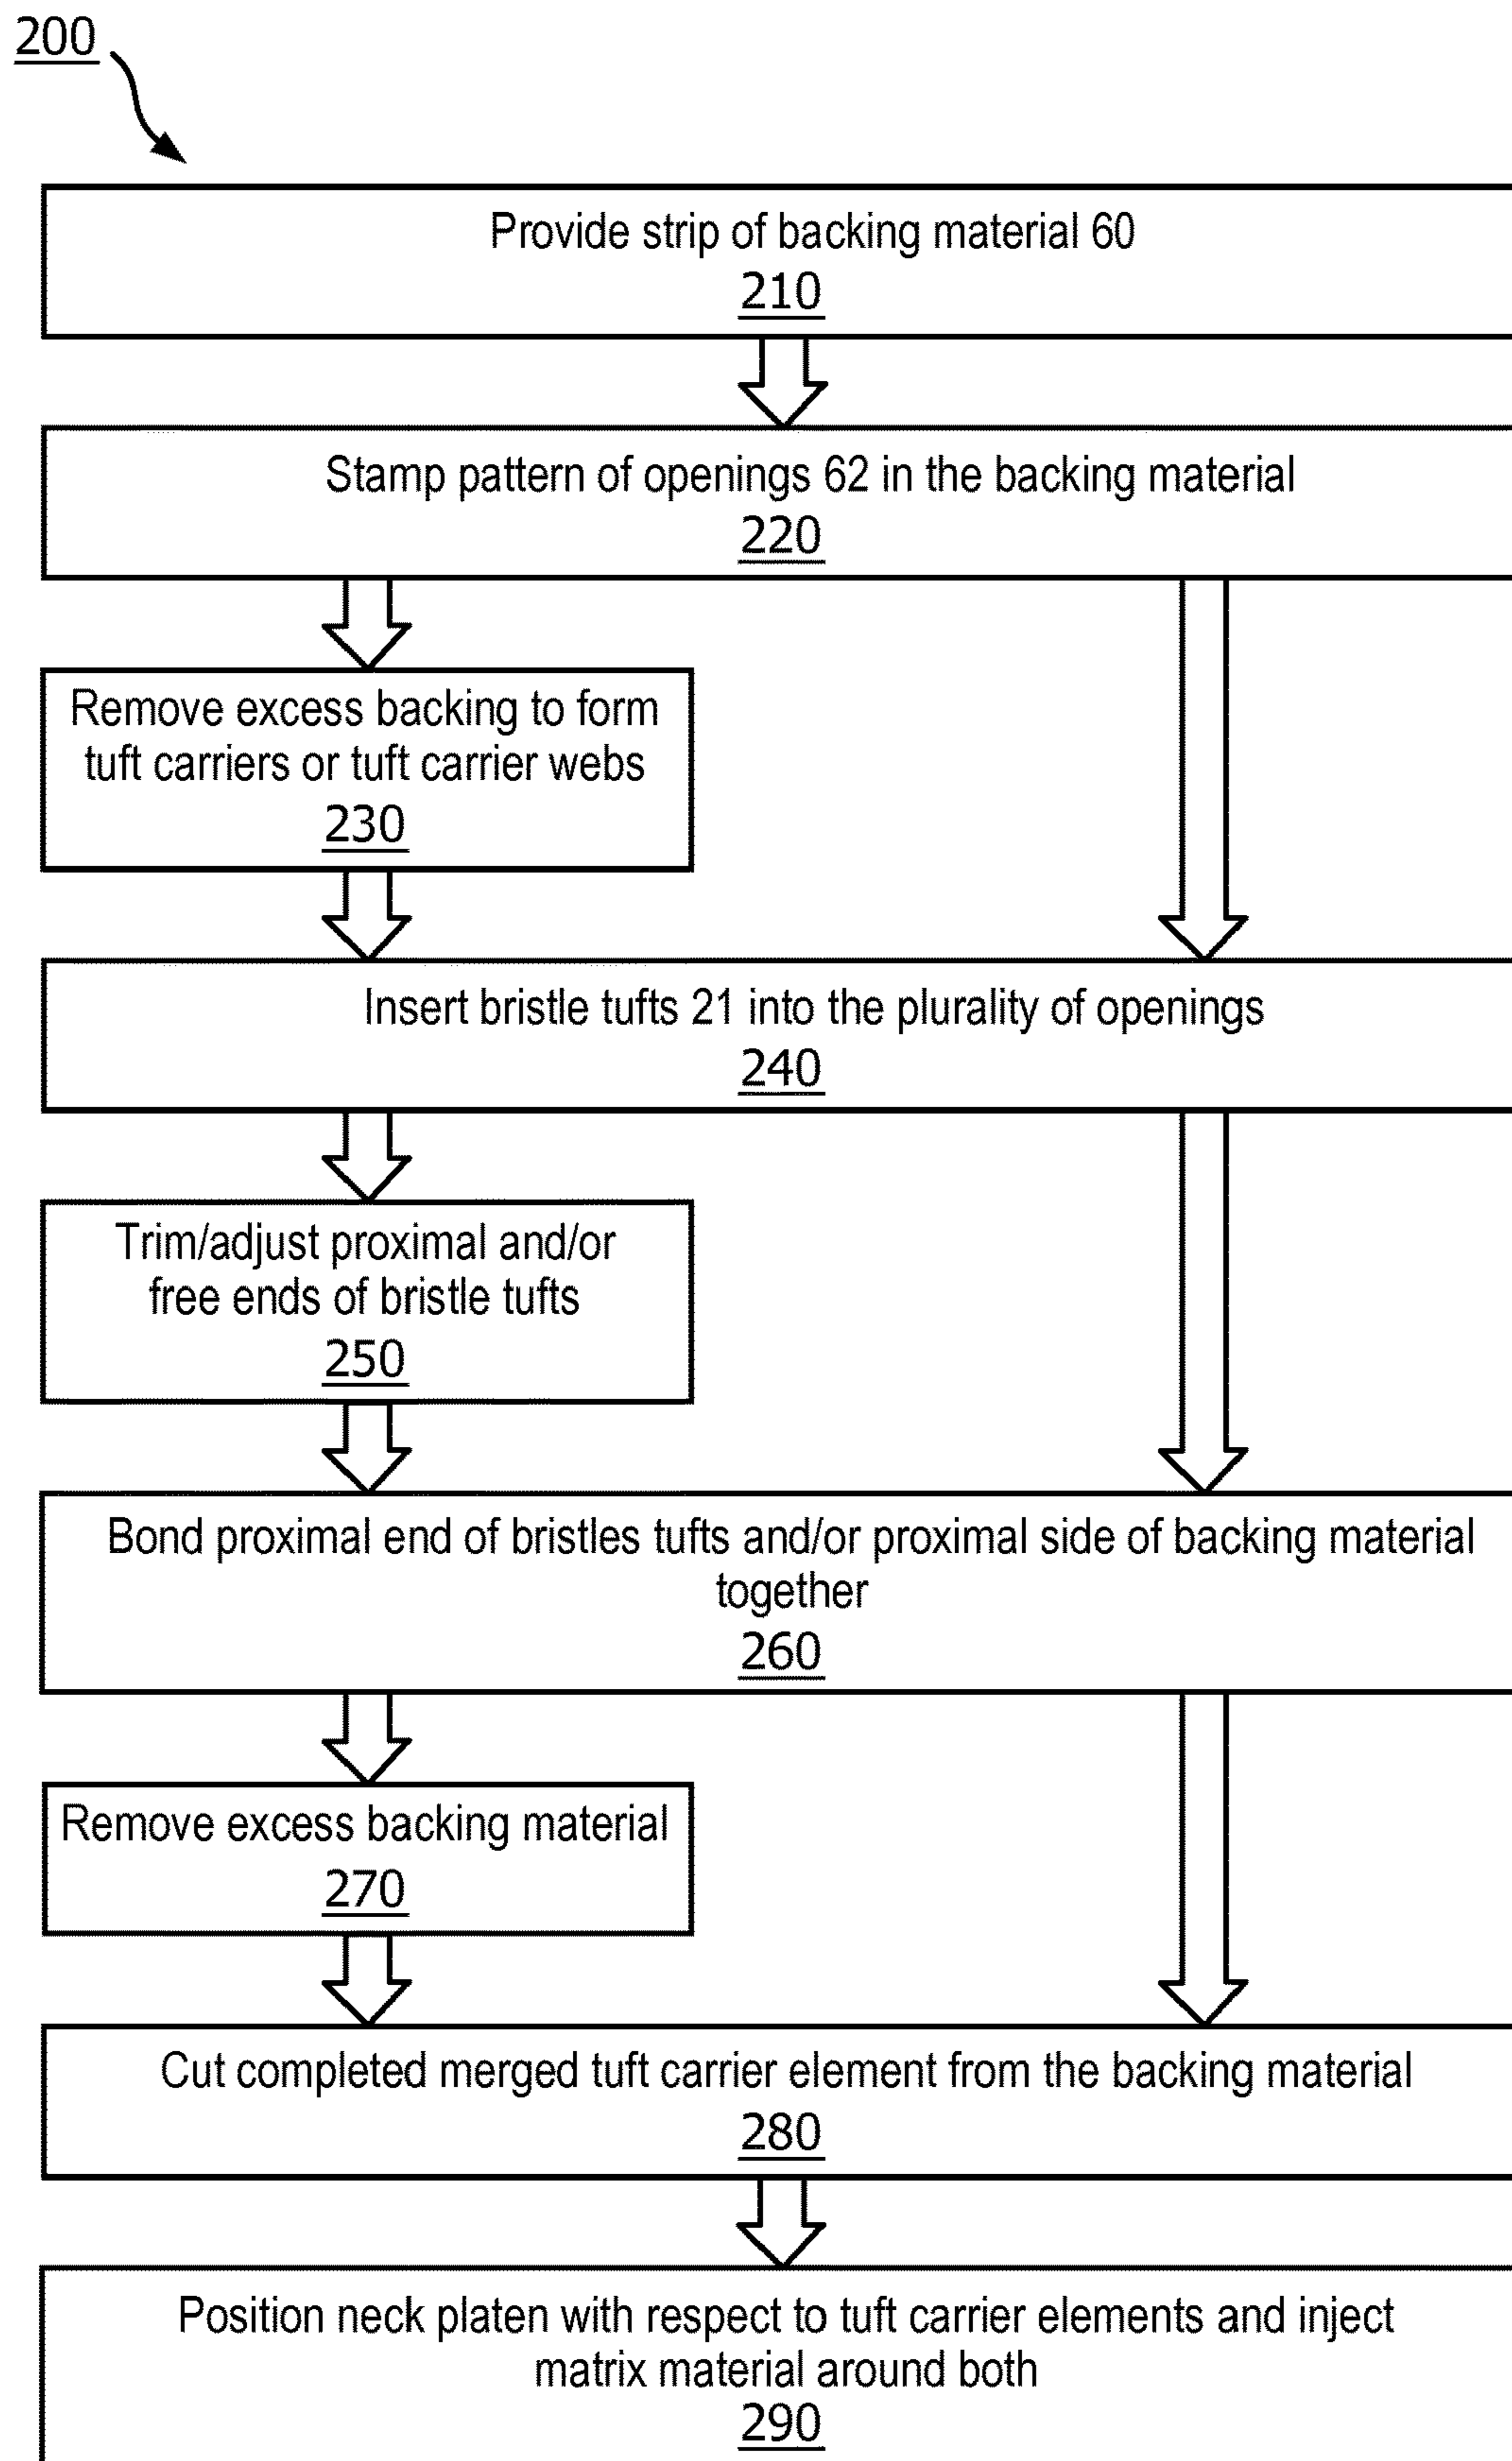 200
Provide strip of backing material 60
210
Stamp pattern of openings 62 in the backing material
220
Remove excess backing to form
tuft carriers or tuft carrier webs
230
Insert bristle tufts 21 into the plurality of openings
240
Trim/adjust proximal and/or
free ends of bristle tufts
250
Bond proximal end of bristles tufts and/or proximal side of backing material
together
260
Remove excess backing material
270
Cut completed merged tuft carrier element from the backing material
280
Position neck platen with respect to tuft carrier elements and inject
matrix material around both
290